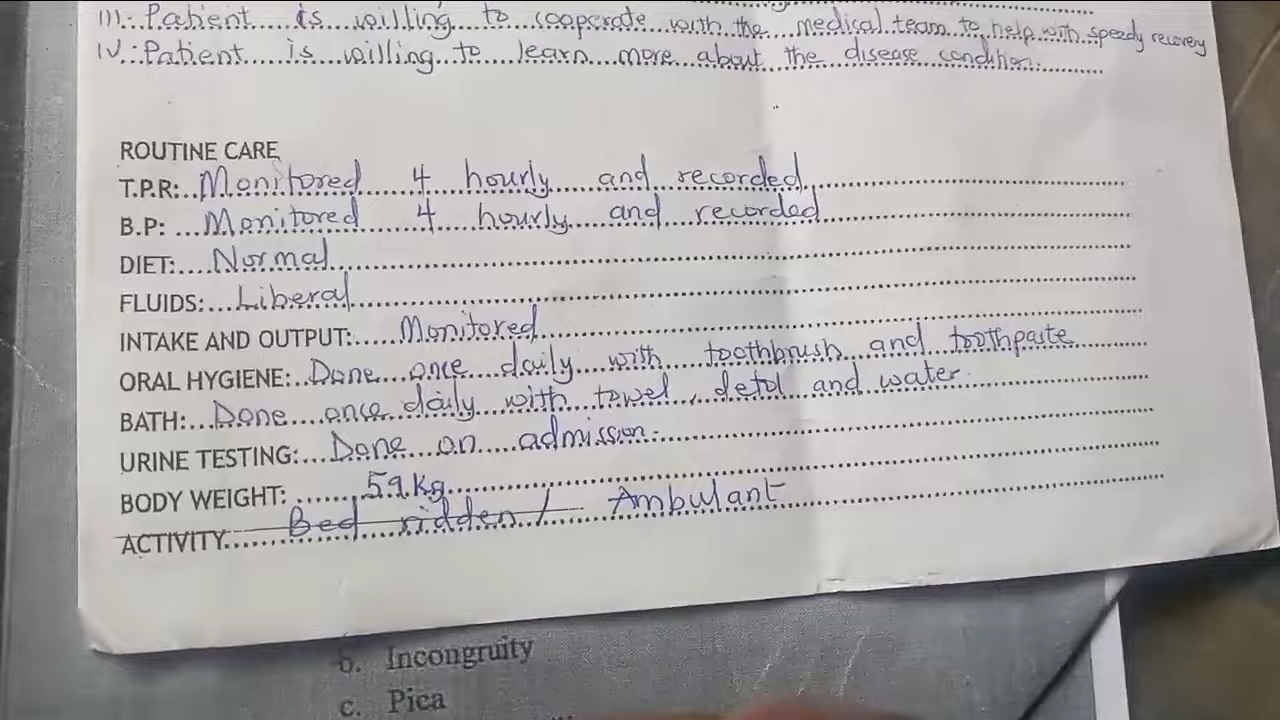 III:. Patient is willing to cooperate with the medical team to help with speedy recovery
IV:. Patient is willing to learn more about the disease condition.
ROUTINE CARE
T.P.R: Monitored 4 hourly and recorded
B.P: Monitored 4 hourly and recorded
DIET: Normal
FLUIDS: Liberal
INTAKE AND OUTPUT: Monitored
ORAL HYGIENE: Done once daily with toothbrush and toothpaste
BATH: Done once daily with towel, detol and water.
URINE TESTING: Done on admission.
BODY WEIGHT: 59kg
ACTIVITY Bed ridden / Ambulant
b. Incongruity
c. Pica